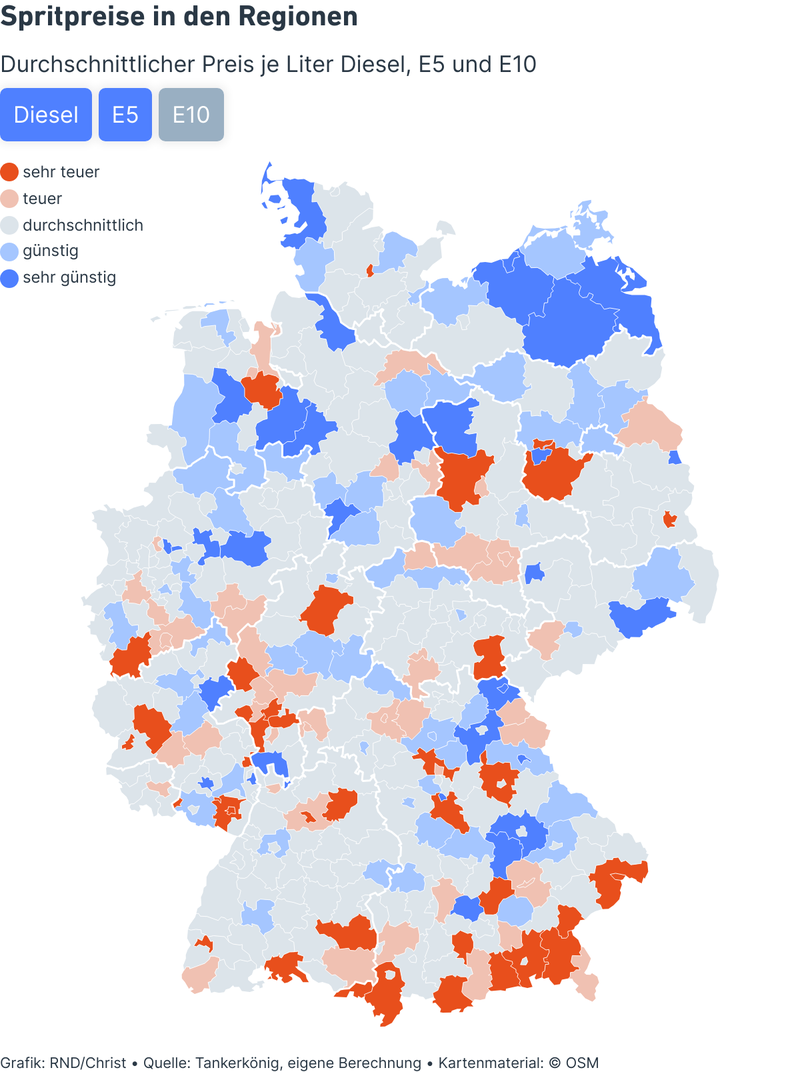 Spritpreise in den Regionen
Durchschnittlicher Preis je Liter Diesel, E5 und E10
Diesel E5 E10
sehr teuer
teuer
durchschnittlich
günstig
sehr günstig
Grafik: RND/Christ • Quelle: Tankerkönig, eigene Berechnung • Kartenmaterial: © OSM